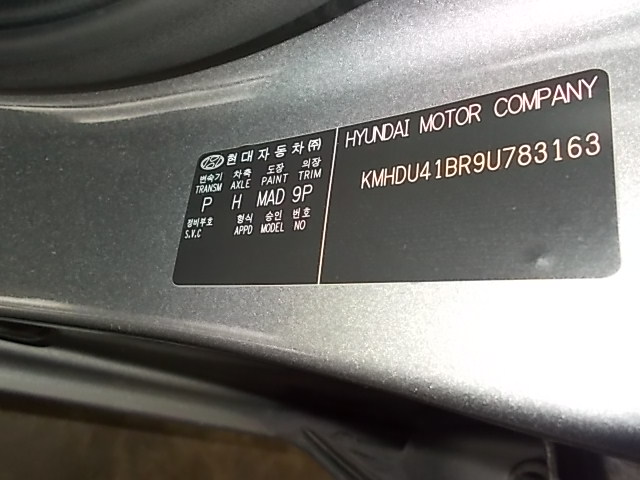 현대자동차㈜
변속기 차축 도장 의장
TRANSM AXLE PAINT TRIM
P H MAD 9P
정비부호 형식 승인 번호
S.V.C APPD MODEL NO
HYUNDAI MOTOR COMPANY
KMHDU41BR9U783163